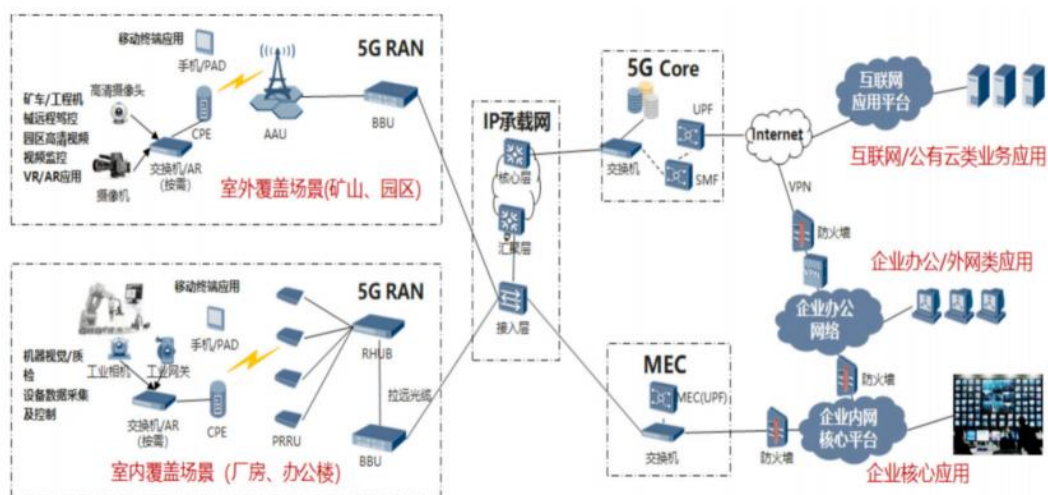 移动终端应用
5G RAN
手机/PAD
高清摄像头
矿车/工程机
械远程驾控
园区高清视频
视频监控
VR/AR应用
CPE
AAU
BBU
交换机/AR
(按需)
摄像机
室外覆盖场景(矿山、园区)
移动终端应用
5G RAN
手机/PAD
机器视觉/质
检
设备数据采集
及控制
工业相机
工业网关
交换机/AR
(按需)
CPE
PRRU
RHUB
拉远光缆
BBU
室内覆盖场景（厂房、办公楼）
IP承载网
核心层
汇聚层
接入层
5G Core
UPF
交换机
SMF
MEC
MEC(UPF)
交换机
Internet
互联网
应用平台
互联网/公有云类业务应用
VPN
防火墙
VPN
企业办公/外网类应用
企业办公
网络
防火墙
企业内网
核心平台
防火墙
企业核心应用